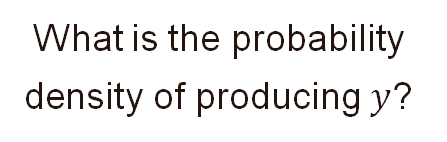 What is the probability
density of producing y?